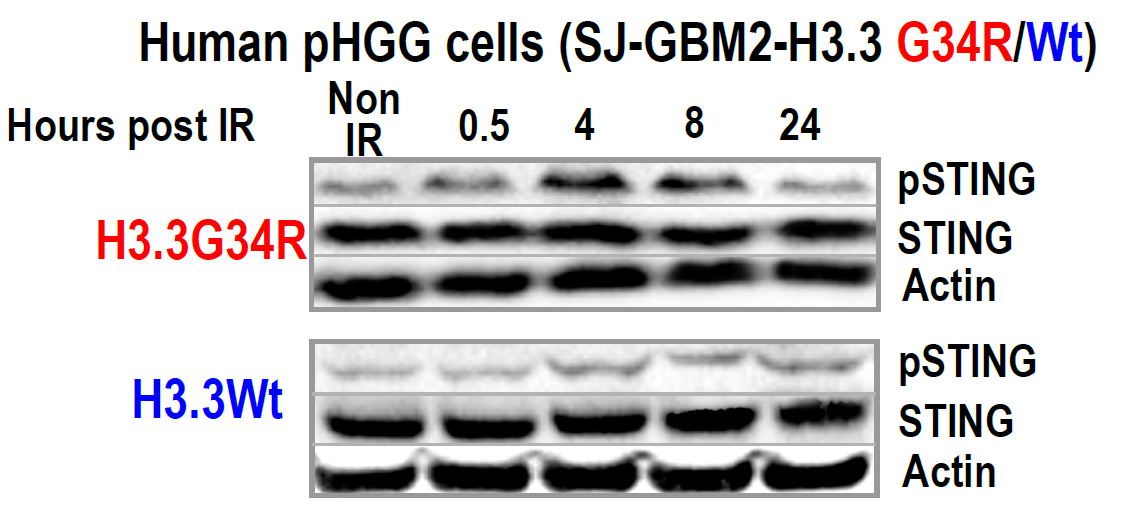 Human pHGG cells (SJ-GBM2-H3.3 G34R/Wt)
Hours post IR Non IR 0.5 4 8 24
pSTING
H3.3G34R STING
Actin
pSTING
H3.3Wt STING
Actin